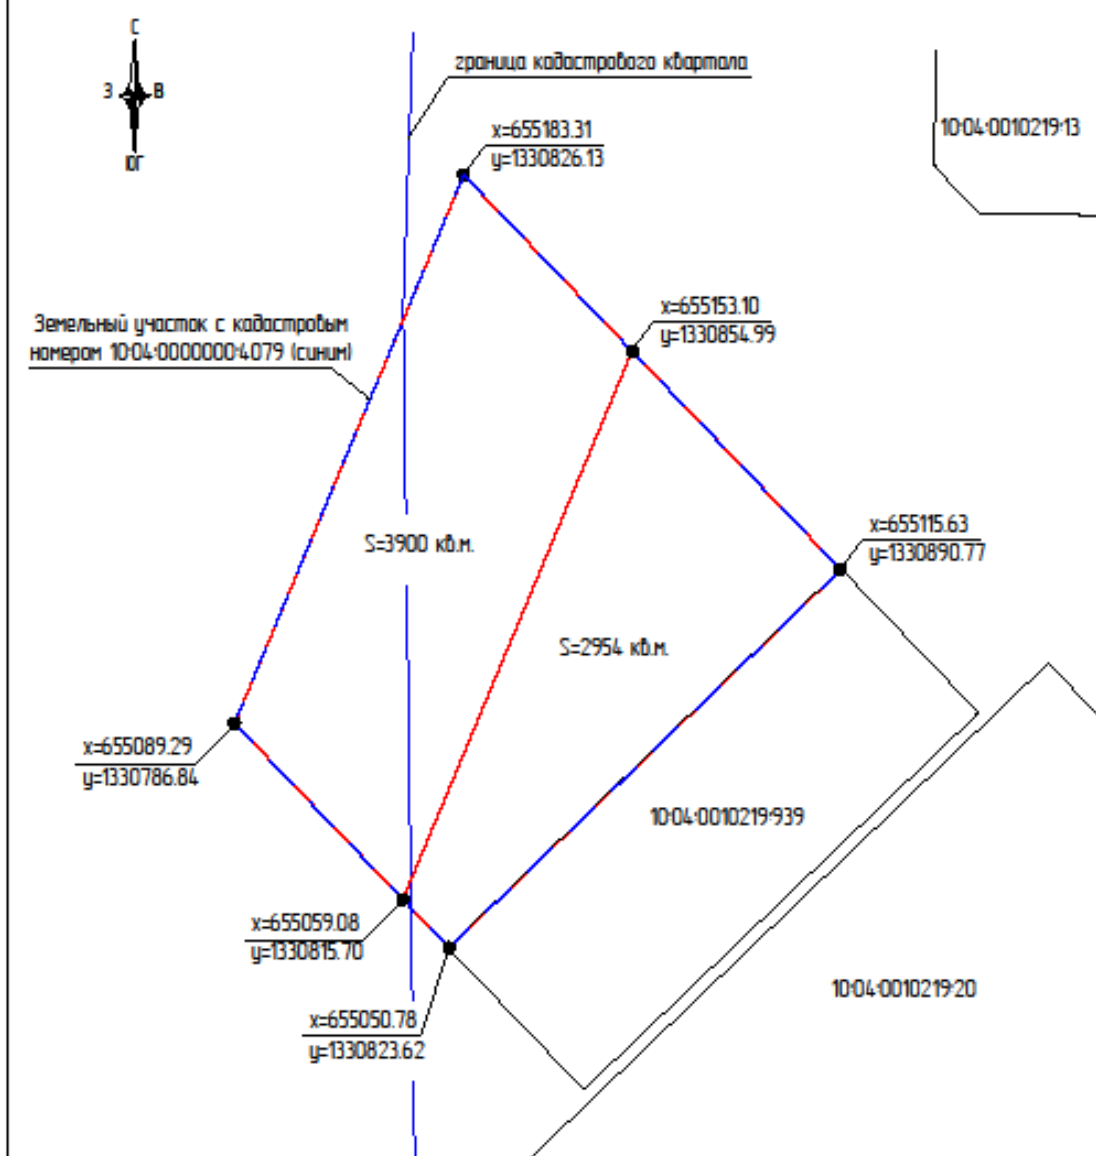 С
З В
ЮГ
граница кадастрового квартала
x=655183.31
y=1330826.13
10:04:0010219:13
x=655153.10
y=1330854.99
Земельный участок с кадастровым
номером 10:04:0000000:4079 (синим)
x=655115.63
y=1330890.77
S=3900 кв.м.
S=2954 кв.м.
x=655089.29
y=1330786.84
10:04:0010219:939
x=655059.08
y=1330815.70
10:04:0010219:20
x=655050.78
y=1330823.62